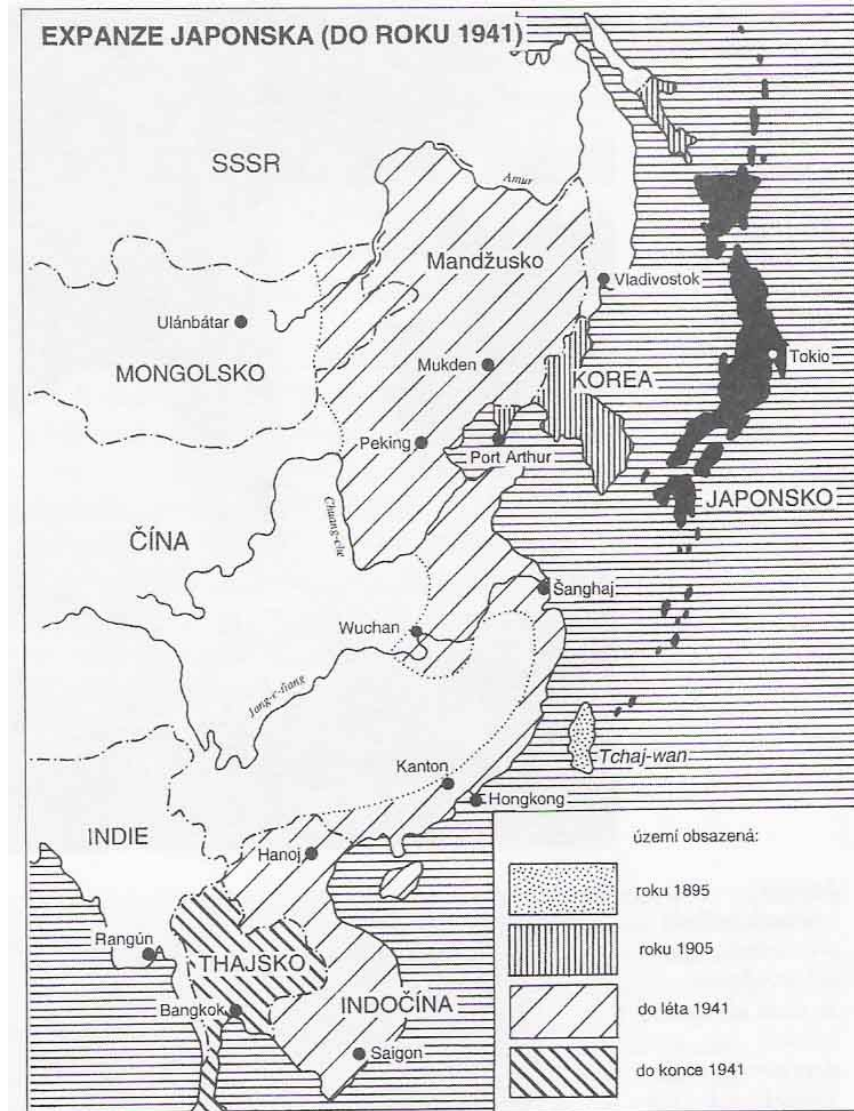 EXPANZE JAPONSKA (DO ROKU 1941)
SSSR
Amur
Mandžusko
Vladivostok
Ulánbátar
MONGOLSKO
Mukden
KOREA
Tokio
Peking
Port Arthur
JAPONSKO
Chuang-che
ČÍNA
Šanghaj
Wuchan
Jang-c'-ťiang
Tchaj-wan
Kanton
Hongkong
INDIE
Hanoj
Rangún
THAJSKO
INDOČÍNA
Bangkok
Saigon
území obsazená:
roku 1895
roku 1905
do léta 1941
do konce 1941